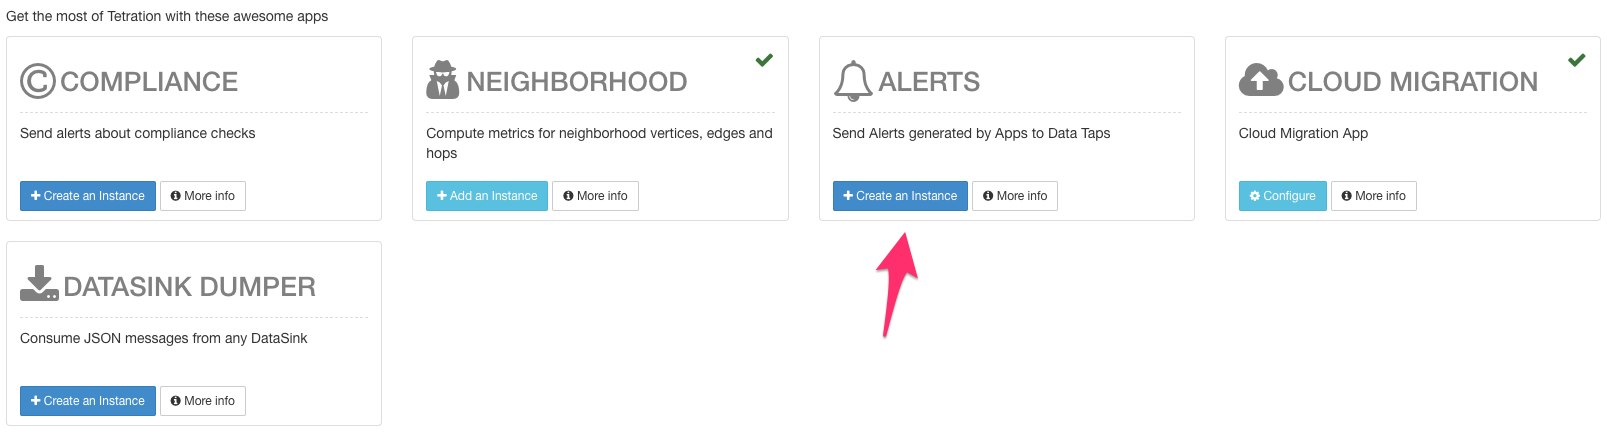 Get the most of Tetration with these awesome apps
COMPLIANCE
Send alerts about compliance checks
Create an Instance
More info
NEIGHBORHOOD
Compute metrics for neighborhood vertices, edges and
hops
Add an Instance
More info
ALERTS
Send Alerts generated by Apps to Data Taps
Create an Instance
More info
CLOUD MIGRATION
Cloud Migration App
Configure
More info
DATASINK DUMPER
Consume JSON messages from any DataSink
Create an Instance
More info